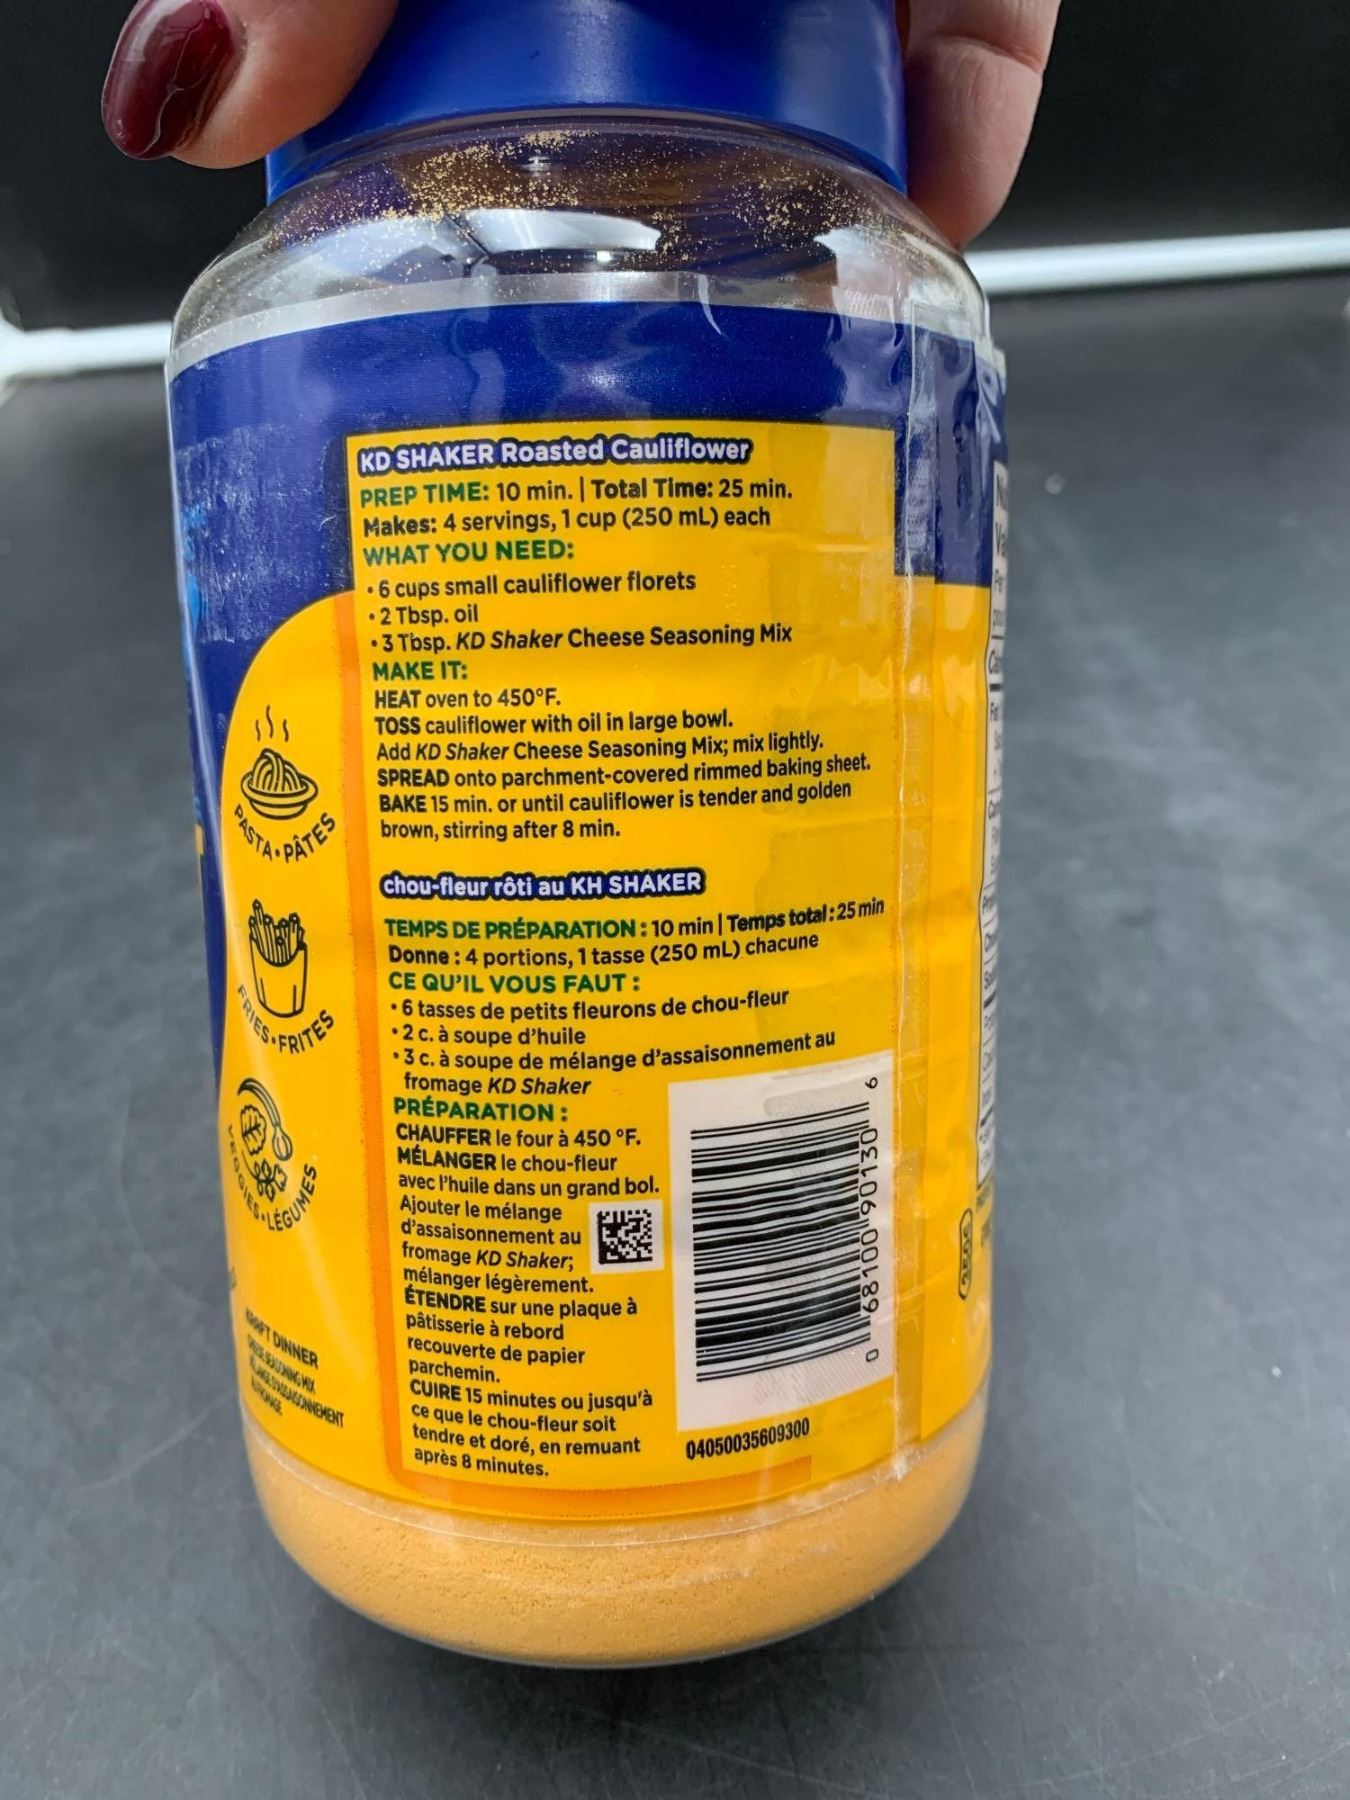 KD SHAKER Roasted Cauliflower
PREP TIME: 10 min. | Total Time: 25 min.
Makes: 4 servings, 1 cup (250 mL) each
WHAT YOU NEED:
• 6 cups small cauliflower florets
• 2 Tbsp. oil
• 3 Tbsp. KD Shaker Cheese Seasoning Mix
MAKE IT:
HEAT oven to 450°F.
TOSS cauliflower with oil in large bowl.
Add KD Shaker Cheese Seasoning Mix; mix lightly.
SPREAD onto parchment-covered rimmed baking sheet.
BAKE 15 min. or until cauliflower is tender and golden
brown, stirring after 8 min.
chou-fleur rôti au KH SHAKER
TEMPS DE PRÉPARATION : 10 min | Temps total : 25 min
Donne : 4 portions, 1 tasse (250 mL) chacune
CE QU'IL VOUS FAUT :
• 6 tasses de petits fleurons de chou-fleur
• 2 c. à soupe d'huile
• 3 c. à soupe de mélange d'assaisonnement au
fromage KD Shaker
PRÉPARATION :
CHAUFFER le four à 450 °F.
MÉLANGER le chou-fleur
avec l'huile dans un grand bol.
Ajouter le mélange
d'assaisonnement au
fromage KD Shaker;
mélanger légèrement.
ÉTENDRE sur une plaque à
pâtisserie à rebord
recouverte de papier
parchemin.
CUIRE 15 minutes ou jusqu'à
ce que le chou-fleur soit
tendre et doré, en remuant
après 8 minutes.
0 68100 90130 6
04050035609300
PASTA • PÂTES
FRIES • FRITES
VEGGIES • LÉGUMES
KRAFT DINNER
CHEESE SEASONING MIX
MÉLANGE D'ASSAISONNEMENT
AU FROMAGE